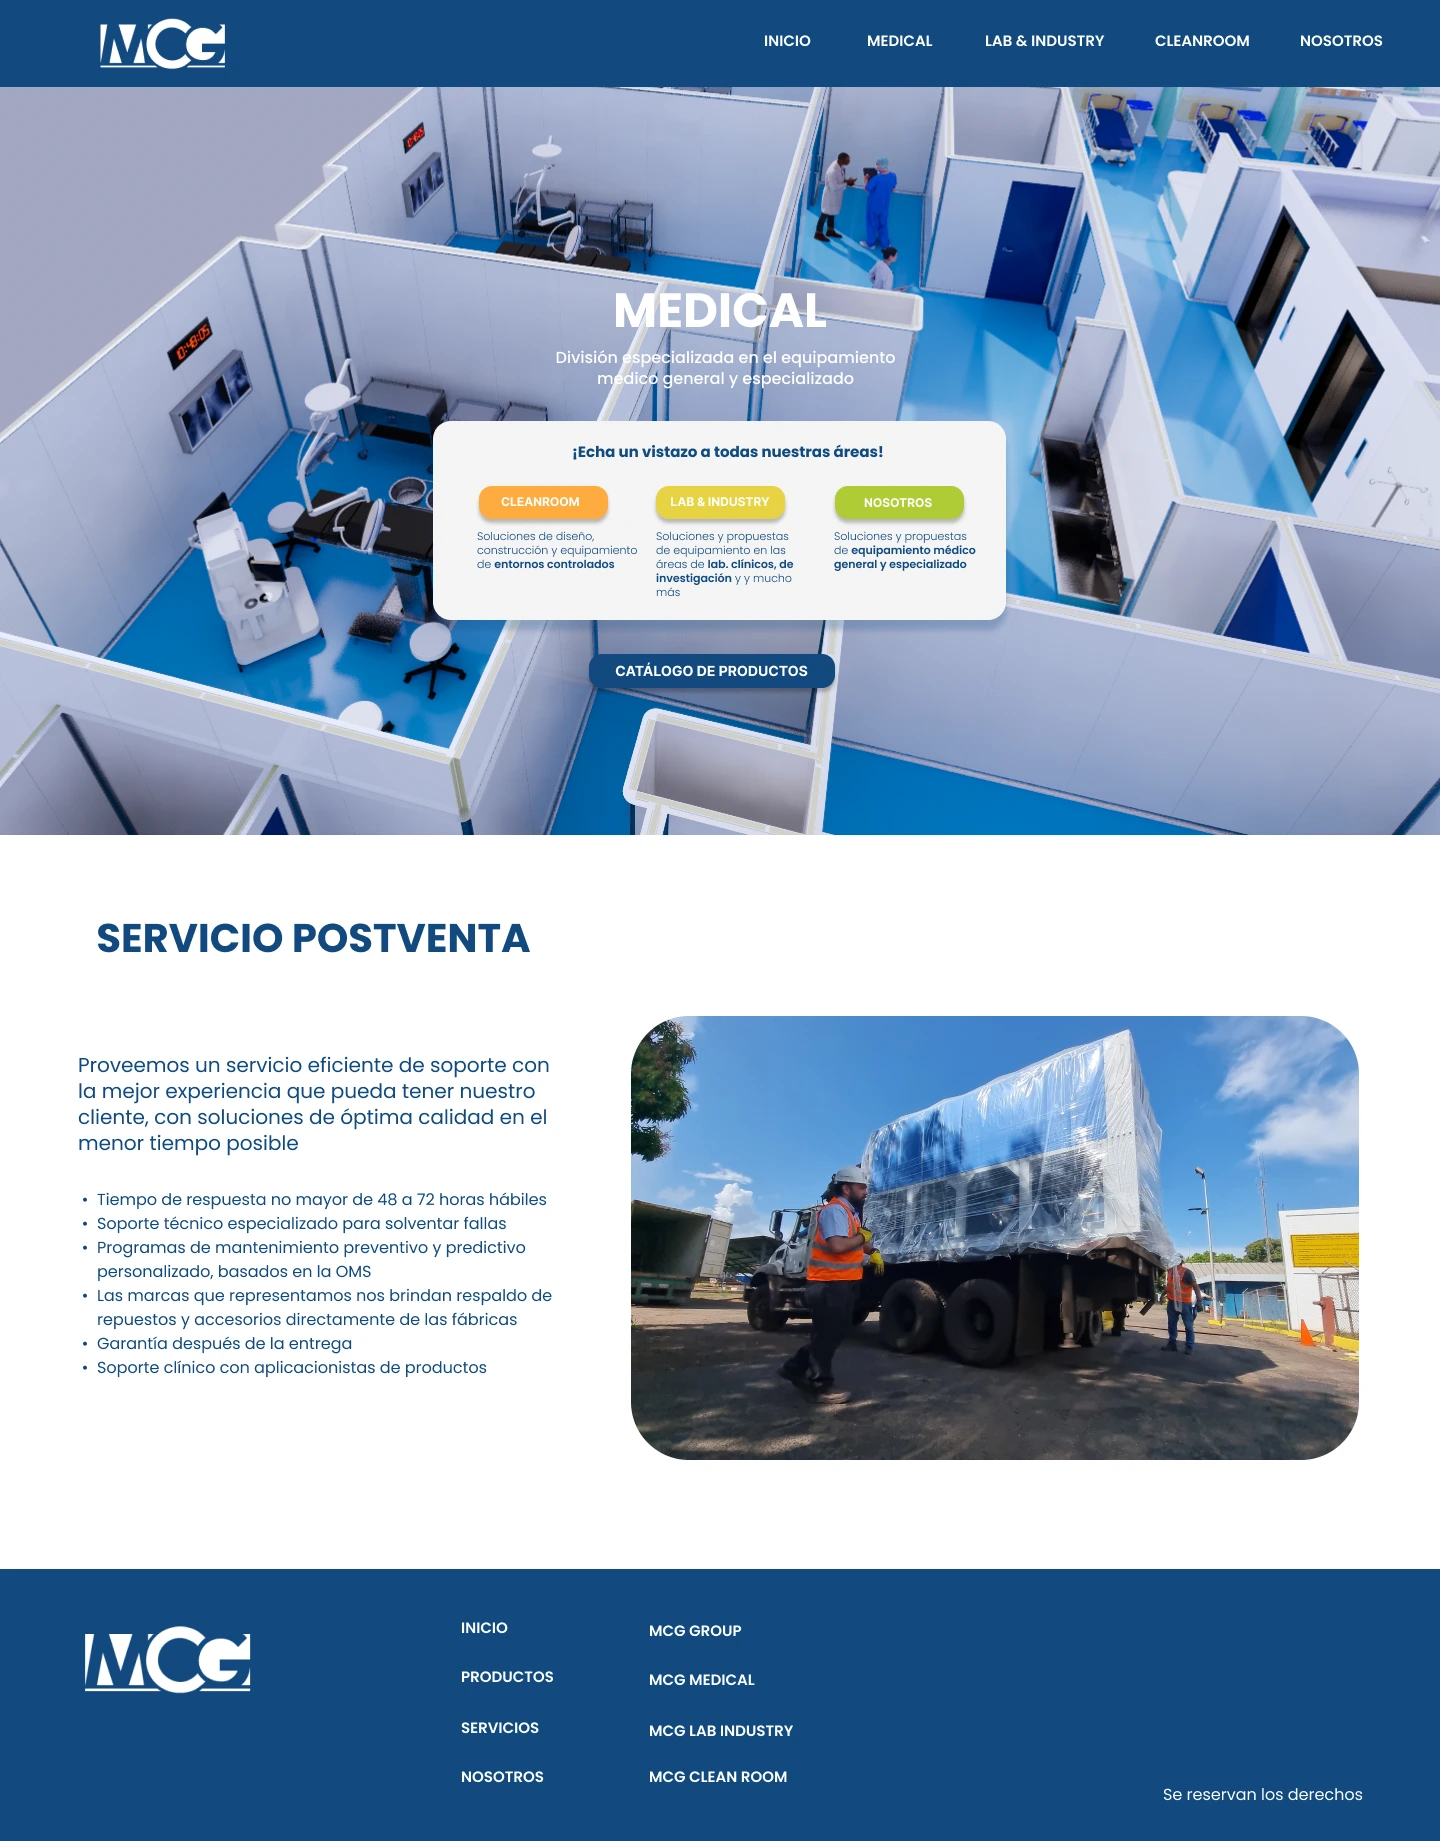 MCG
INICIO
MEDICAL
LAB & INDUSTRY
CLEANROOM
NOSOTROS
10:48:05
MEDICAL
División especializada en el equipamiento
medico general y especializado
¡Echa un vistazo a todas nuestras áreas!
CLEANROOM
Soluciones de diseño,
construcción y equipamiento
de entornos controlados
LAB & INDUSTRY
Soluciones y propuestas
de equipamiento en las
áreas de lab. clínicos, de
investigación y y mucho
más
NOSOTROS
Soluciones y propuestas
de equipamiento médico
general y especializado
CATÁLOGO DE PRODUCTOS
SERVICIO POSTVENTA
Proveemos un servicio eficiente de soporte con
la mejor experiencia que pueda tener nuestro
cliente, con soluciones de óptima calidad en el
menor tiempo posible
• Tiempo de respuesta no mayor de 48 a 72 horas hábiles
• Soporte técnico especializado para solventar fallas
• Programas de mantenimiento preventivo y predictivo
personalizado, basados en la OMS
• Las marcas que representamos nos brindan respaldo de
repuestos y accesorios directamente de las fábricas
• Garantía después de la entrega
• Soporte clínico con aplicacionistas de productos
MCG
INICIO
PRODUCTOS
SERVICIOS
NOSOTROS
MCG GROUP
MCG MEDICAL
MCG LAB INDUSTRY
MCG CLEAN ROOM
Se reservan los derechos